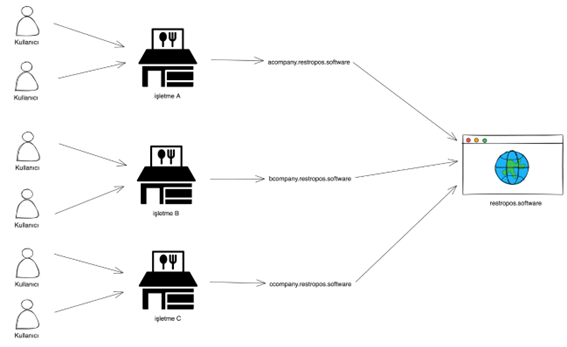 Kullanıcı
Kullanıcı
işletme A
acompany.restropos.software
Kullanıcı
Kullanıcı
işletme B
bcompany.restropos.software
restropos.software
Kullanıcı
Kullanıcı
işletme C
ccompany.restropos.software